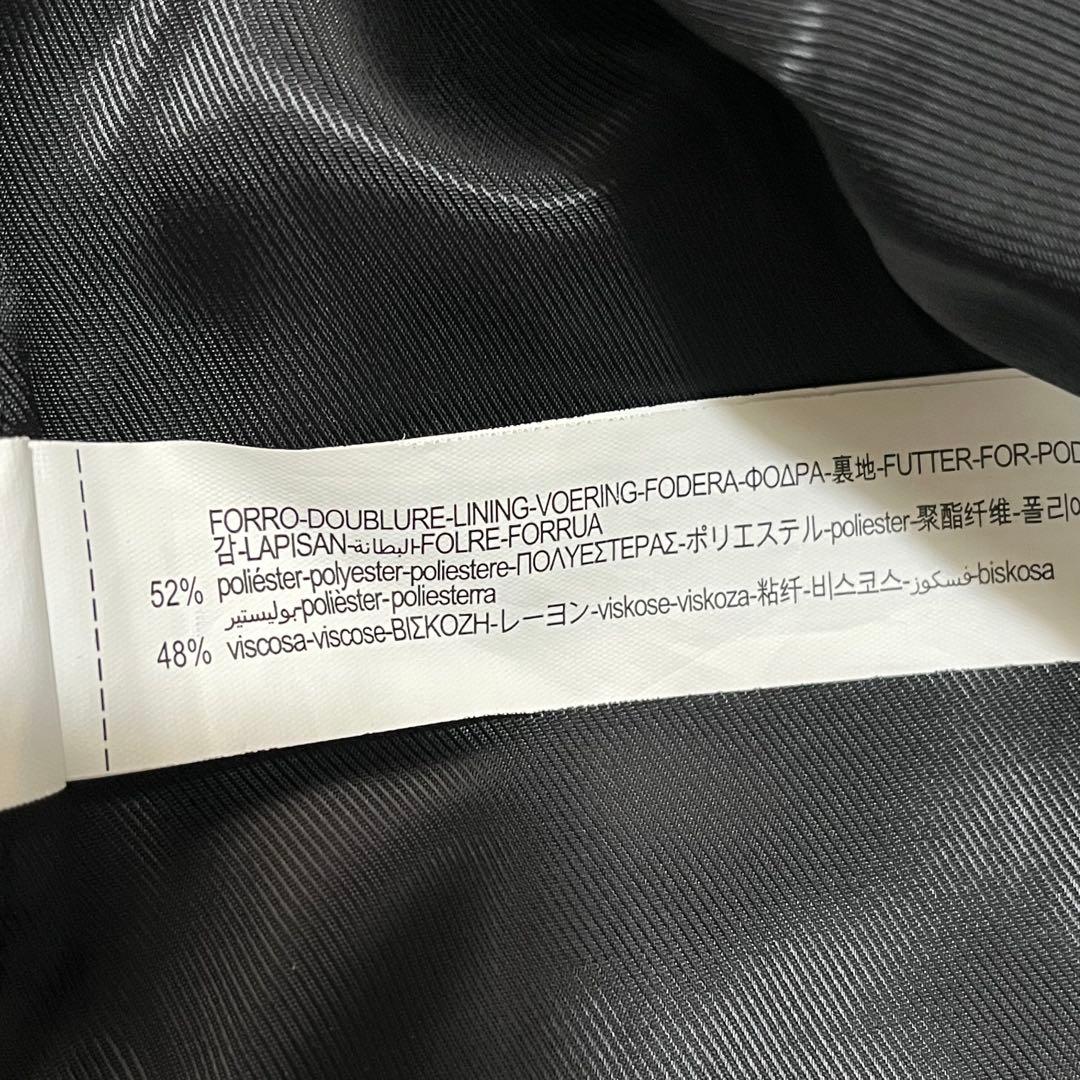 FORRO-DOUBLURE-LINING-VOERING-FODERA-ΦΟΔΡΑ-裏地-FUTTER-FOR-POD
감-LAPISAN-البطانة-FOLRE-FORRUA
52% poliéster-polyester-poliestere-ΠΟΛΥΕΣΤΕΡΑΣ-ポリエステル-poliester-聚酯纤维-폴리에
بوليستير-polièster-poliesterra
48% viscosa-viscose-ΒΙΣΚΟΖΗ-レーヨン-viskose-viskoza-粘纤-비스코스-فسكوز-biskosa